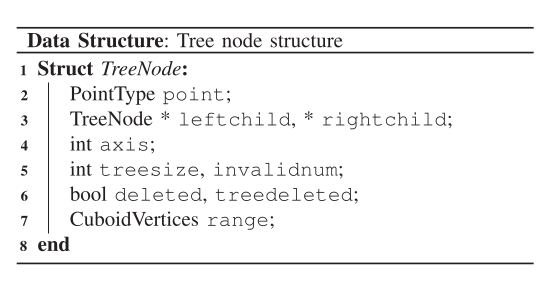 Data Structure: Tree node structure
1 Struct TreeNode:
2 PointType point;
3 TreeNode * leftchild, * rightchild;
4 int axis;
5 int treesize, invalidnum;
6 bool deleted, treedeleted;
7 CuboidVertices range;
8 end